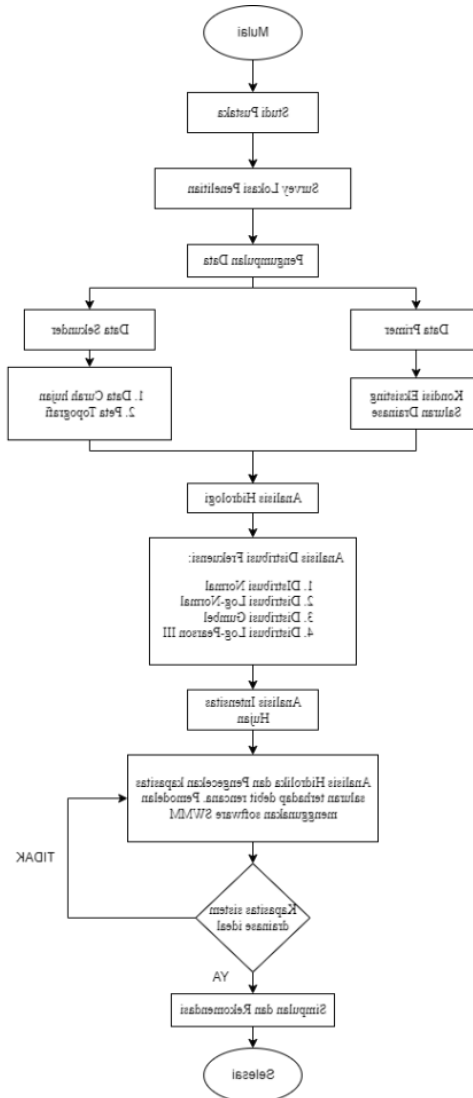 Mulai
Studi Pustaka
Survey Lokasi Penelitian
Pengumpulan Data
Data Sekunder
Data Primer
1. Data Curah hujan
2. Peta Topografi
Kondisi Eksisting
Saluran Drainase
Analisis Hidrologi
Analisis Distribusi Frekuensi:
1. DIstribusi Normal
2. Distribusi Log-Normal
3. Distribusi Gumbel
4. Distribusi Log-Pearson III
Analisis Intensitas
Hujan
Analisis Hidrolika dan Pengecekan kapasitas
saluran terhadap debit rencana. Pemodelan
menggunakan software SWMM
TIDAK
Kapasitas sistem
drainase ideal
YA
Simpulan dan Rekomendasi
Selesai